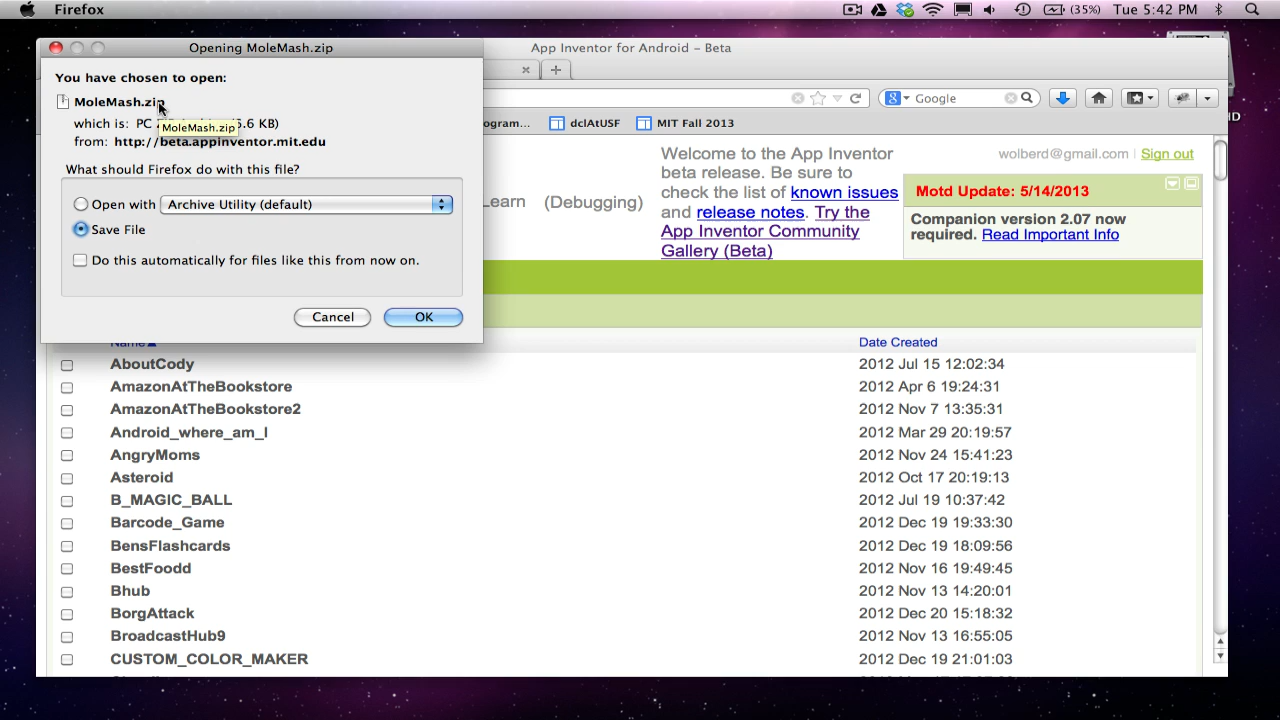 Firefox
(35%)
Tue 5:42 PM
Opening MoleMash.zip
App Inventor for Android – Beta
You have chosen to open:
MoleMash.zip
which is: PC
6 KB)
MoleMash.zip
from: http://beta.appinventor.mit.edu
Google
ogram...
dclAtUSF
MIT Fall 2013
What should Firefox do with this file?
Open with
Archive Utility (default)
Save File
Do this automatically for files like this from now on.
Cancel
OK
earn
(Debugging)
Welcome to the App Inventor
beta release. Be sure to
check the list of known issues
and release notes. Try the
App Inventor Community
Gallery (Beta)
wolberd@gmail.com | Sign out
Motd Update: 5/14/2013
Companion version 2.07 now
required. Read Important Info
Name
Date Created
AboutCody 2012 Jul 15 12:02:34
AmazonAtTheBookstore 2012 Apr 6 19:24:31
AmazonAtTheBookstore2 2012 Nov 7 13:35:31
Android_where_am_I 2012 Mar 29 20:19:57
AngryMoms 2012 Nov 24 15:41:23
Asteroid 2012 Oct 17 20:19:13
B_MAGIC_BALL 2012 Jul 19 10:37:42
Barcode_Game 2012 Dec 19 19:33:30
BensFlashcards 2012 Dec 19 18:09:56
BestFoodd 2012 Nov 16 19:49:45
Bhub 2012 Nov 13 14:20:01
BorgAttack 2012 Dec 20 15:18:32
BroadcastHub9 2012 Nov 13 16:55:05
CUSTOM_COLOR_MAKER 2012 Dec 19 21:01:03